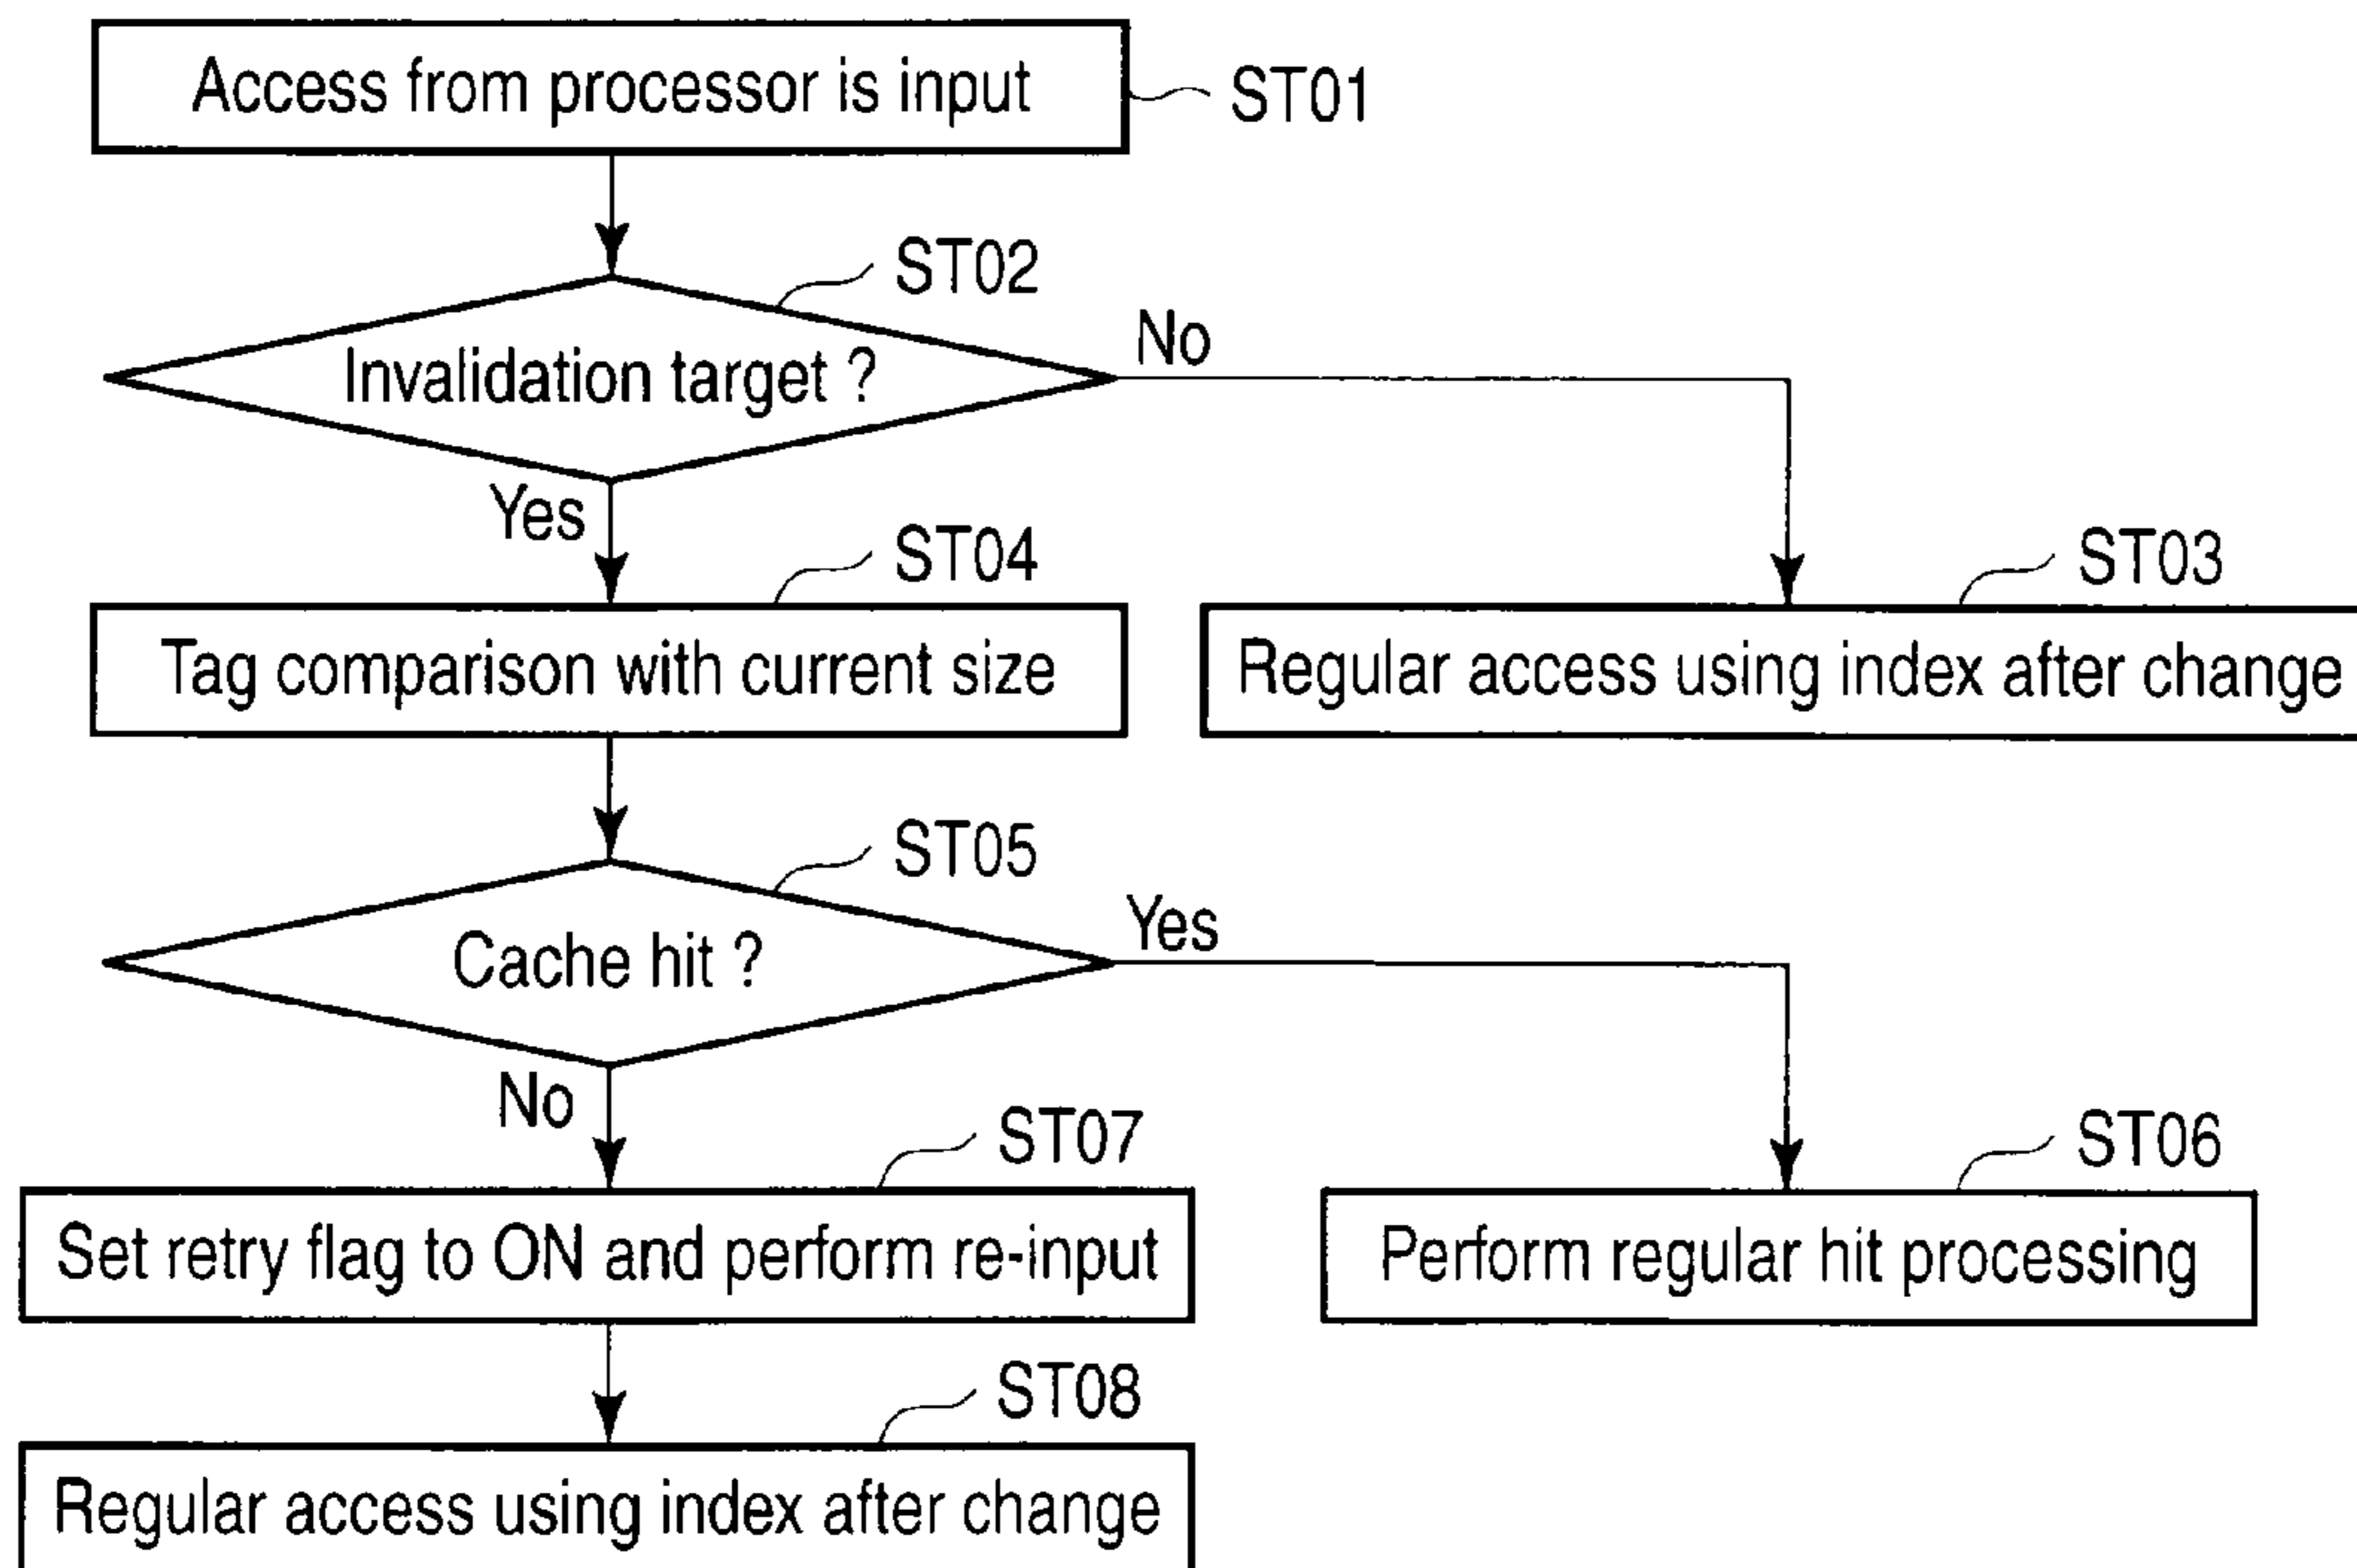 Access from processor is input
ST01
ST02
Invalidation target ?
No
Yes
ST04
ST03
Tag comparison with current size
Regular access using index after change
ST05
Cache hit ?
Yes
No
ST07
ST06
Set retry flag to ON and perform re-input
Perform regular hit processing
ST08
Regular access using index after change